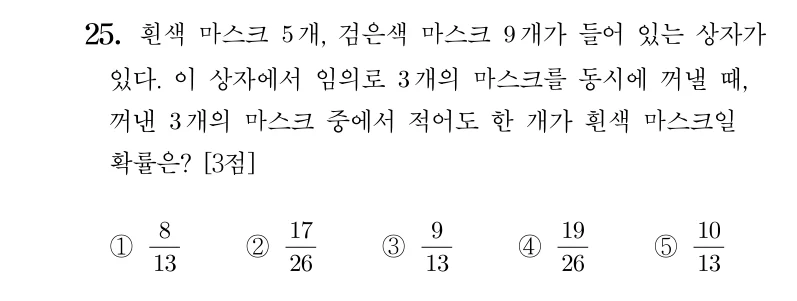 25. 흰색 마스크 5개, 검은색 마스크 9개가 들어 있는 상자가
있다. 이 상자에서 임의로 3개의 마스크를 동시에 꺼낼 때,
꺼낸 3개의 마스크 중에서 적어도 한 개가 흰색 마스크일
확률은? [3점]
① 8/13 ② 17/26 ③ 9/13 ④ 19/26 ⑤ 10/13